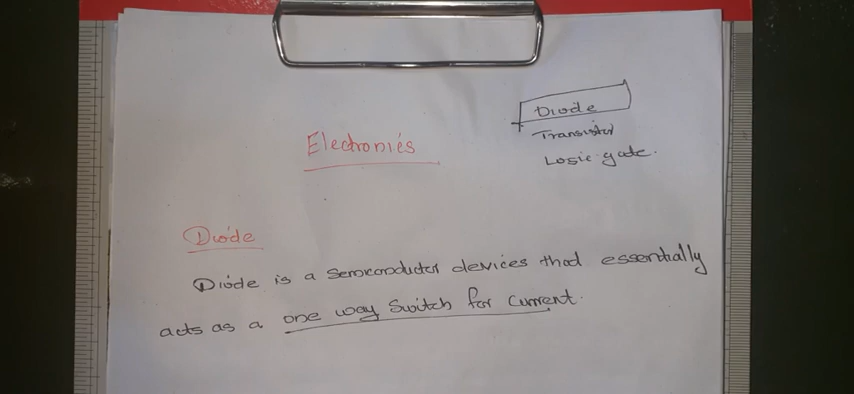 Diode
Transistor
Logic gate.
Electronics
Diode
Diode is a Semiconductor devices that essentially
acts as a one way Switch for Current.